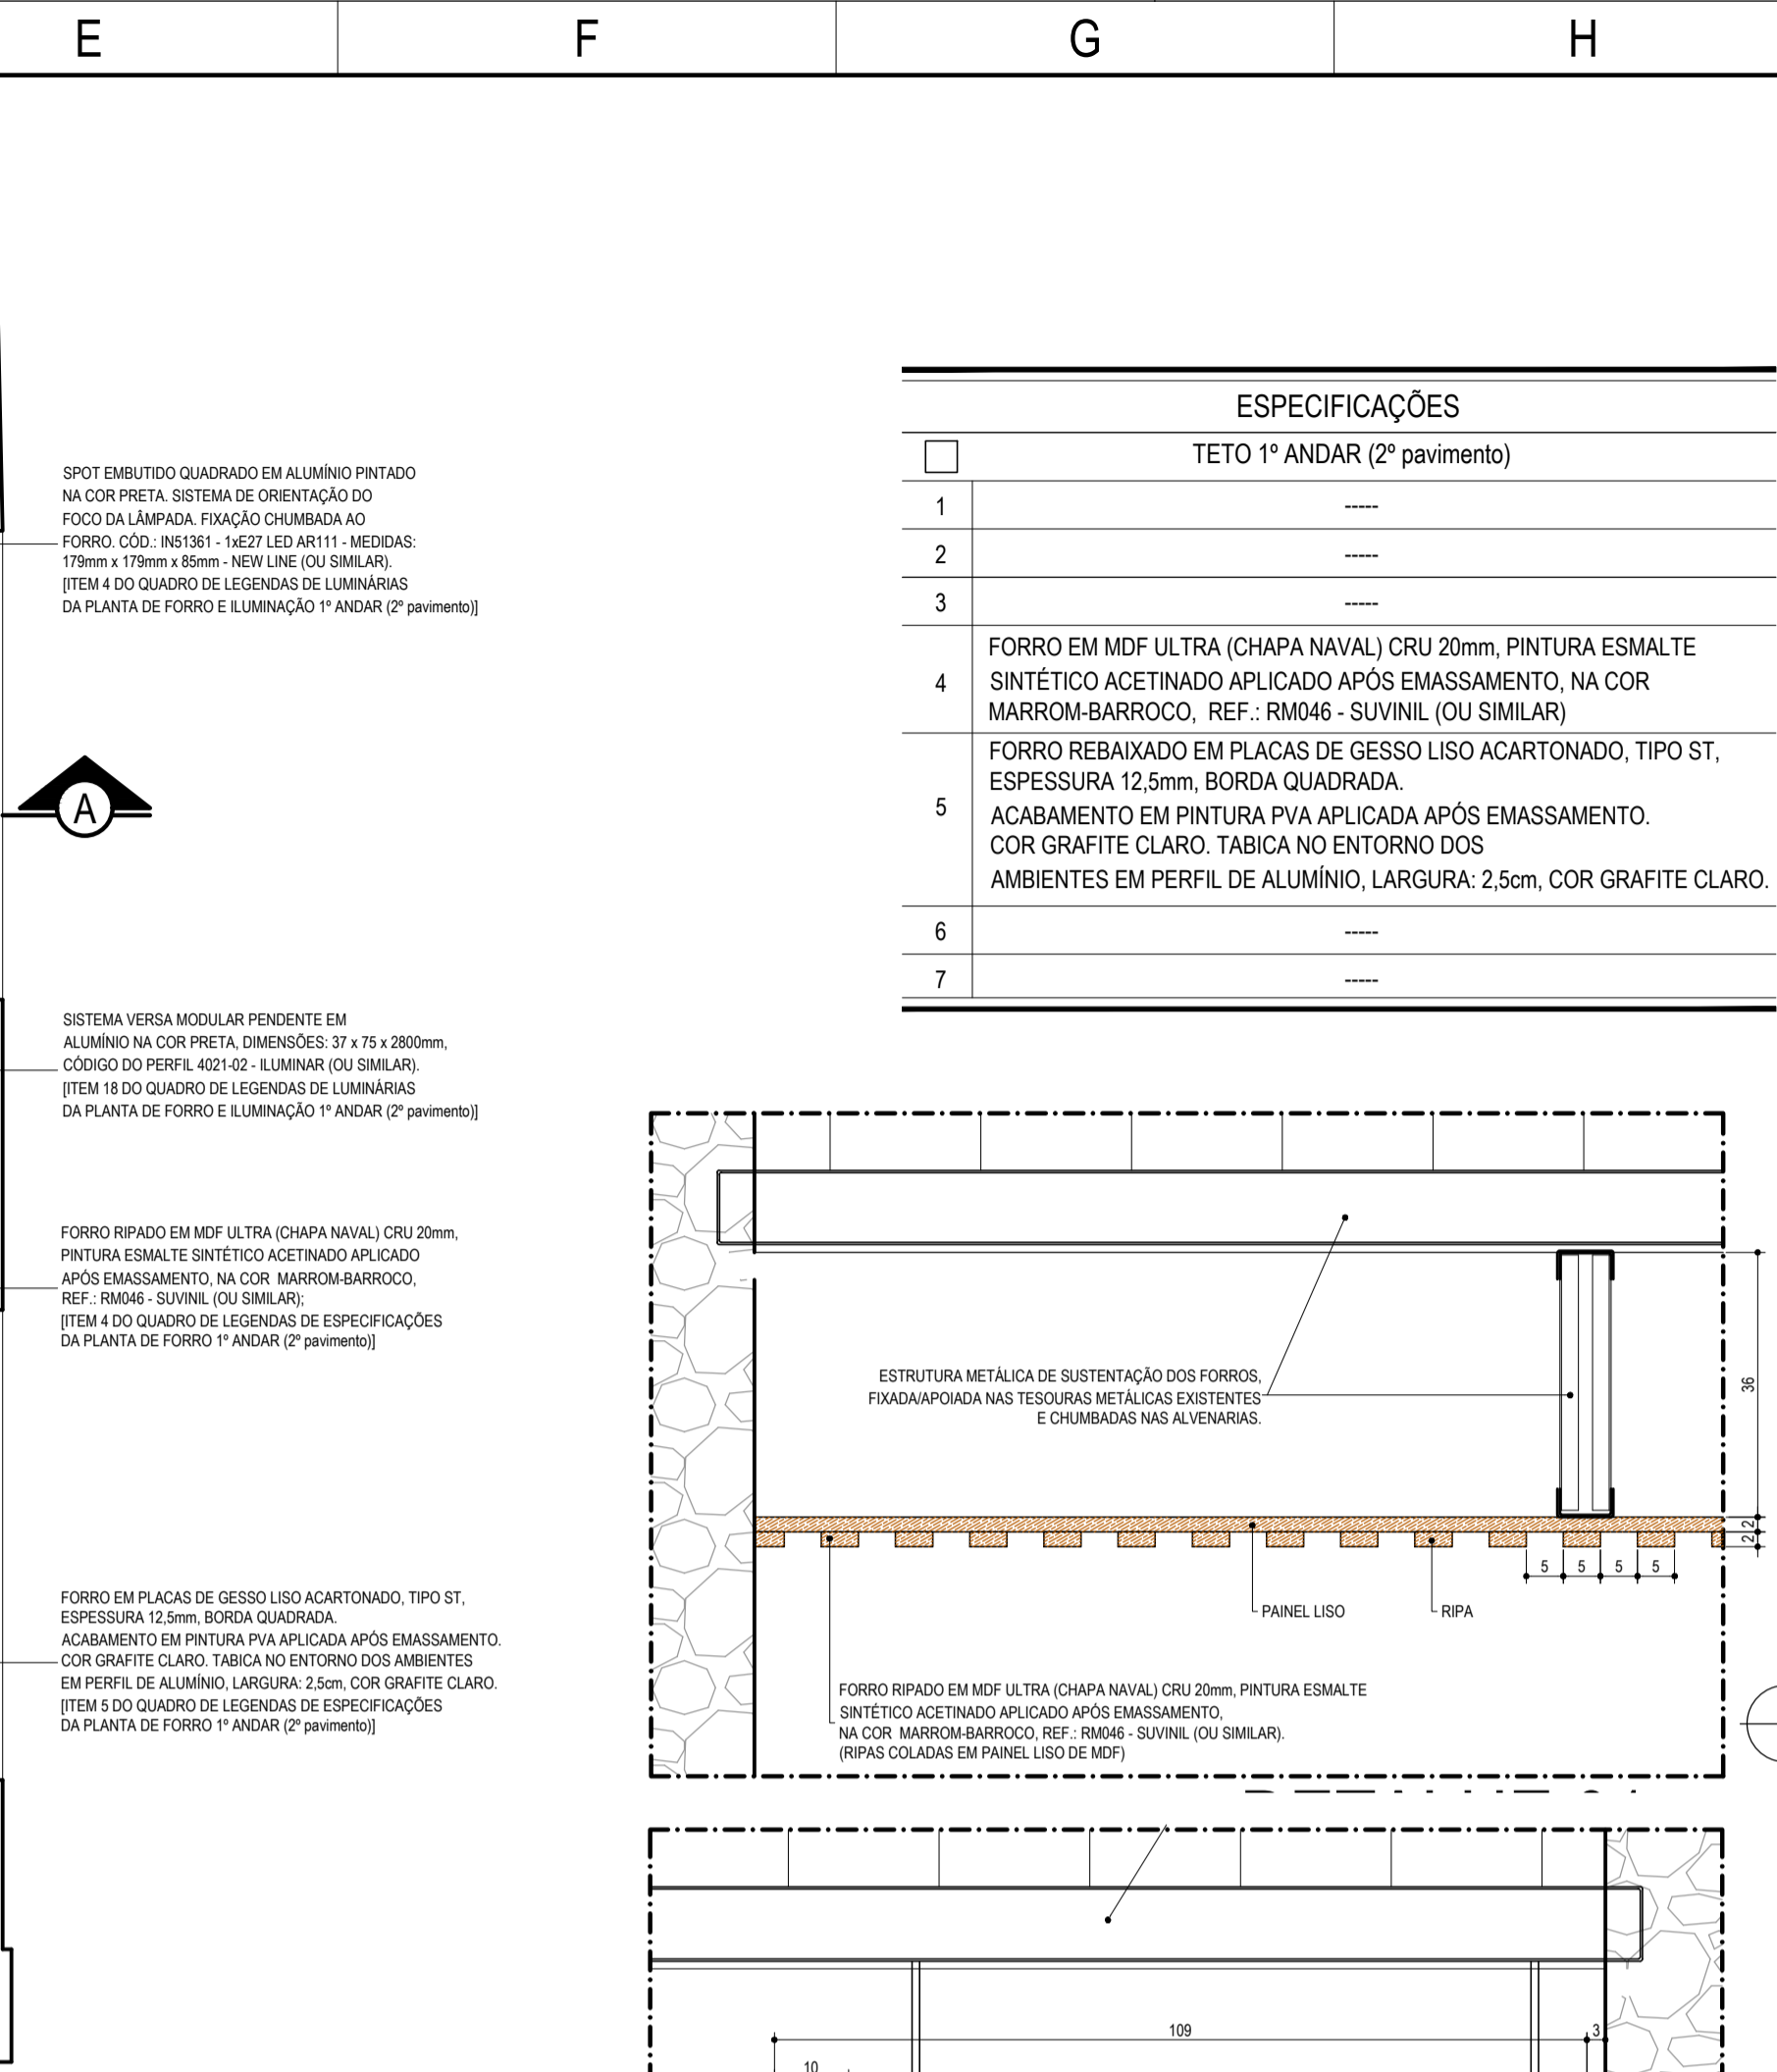 E
F
G
H
SPOT EMBUTIDO QUADRADO EM ALUMÍNIO PINTADO
NA COR PRETA. SISTEMA DE ORIENTAÇÃO DO
FOCO DA LÂMPADA. FIXAÇÃO CHUMBADA AO
FORRO. CÓD.: IN51361 - 1xE27 LED AR111 - MEDIDAS:
179mm x 179mm x 85mm - NEW LINE (OU SIMILAR).
[ITEM 4 DO QUADRO DE LEGENDAS DE LUMINÁRIAS
DA PLANTA DE FORRO E ILUMINAÇÃO 1º ANDAR (2º pavimento)]
A
SISTEMA VERSA MODULAR PENDENTE EM
ALUMÍNIO NA COR PRETA, DIMENSÕES: 37 x 75 x 2800mm,
CÓDIGO DO PERFIL 4021-02 - ILUMINAR (OU SIMILAR).
[ITEM 18 DO QUADRO DE LEGENDAS DE LUMINÁRIAS
DA PLANTA DE FORRO E ILUMINAÇÃO 1º ANDAR (2º pavimento)]
FORRO RIPADO EM MDF ULTRA (CHAPA NAVAL) CRU 20mm,
PINTURA ESMALTE SINTÉTICO ACETINADO APLICADO
APÓS EMASSAMENTO, NA COR MARROM-BARROCO,
REF.: RM046 - SUVINIL (OU SIMILAR);
[ITEM 4 DO QUADRO DE LEGENDAS DE ESPECIFICAÇÕES
DA PLANTA DE FORRO 1º ANDAR (2º pavimento)]
FORRO EM PLACAS DE GESSO LISO ACARTONADO, TIPO ST,
ESPESSURA 12,5mm, BORDA QUADRADA.
ACABAMENTO EM PINTURA PVA APLICADA APÓS EMASSAMENTO.
COR GRAFITE CLARO. TABICA NO ENTORNO DOS AMBIENTES
EM PERFIL DE ALUMÍNIO, LARGURA: 2,5cm, COR GRAFITE CLARO.
[ITEM 5 DO QUADRO DE LEGENDAS DE ESPECIFICAÇÕES
DA PLANTA DE FORRO 1º ANDAR (2º pavimento)]
ESPECIFICAÇÕES
TETO 1º ANDAR (2º pavimento)
1 -----
2 -----
3 -----
4 FORRO EM MDF ULTRA (CHAPA NAVAL) CRU 20mm, PINTURA ESMALTE
SINTÉTICO ACETINADO APLICADO APÓS EMASSAMENTO, NA COR
MARROM-BARROCO, REF.: RM046 - SUVINIL (OU SIMILAR)
5 FORRO REBAIXADO EM PLACAS DE GESSO LISO ACARTONADO, TIPO ST,
ESPESSURA 12,5mm, BORDA QUADRADA.
ACABAMENTO EM PINTURA PVA APLICADA APÓS EMASSAMENTO.
COR GRAFITE CLARO. TABICA NO ENTORNO DOS
AMBIENTES EM PERFIL DE ALUMÍNIO, LARGURA: 2,5cm, COR GRAFITE CLARO.
6 -----
7 -----
ESTRUTURA METÁLICA DE SUSTENTAÇÃO DOS FORROS,
FIXADA/APOIADA NAS TESOURAS METÁLICAS EXISTENTES
E CHUMBADAS NAS ALVENARIAS.
36
2
2
5 5 5 5
PAINEL LISO
RIPA
FORRO RIPADO EM MDF ULTRA (CHAPA NAVAL) CRU 20mm, PINTURA ESMALTE
SINTÉTICO ACETINADO APLICADO APÓS EMASSAMENTO,
NA COR MARROM-BARROCO, REF.: RM046 - SUVINIL (OU SIMILAR).
(RIPAS COLADAS EM PAINEL LISO DE MDF)
109
3
10